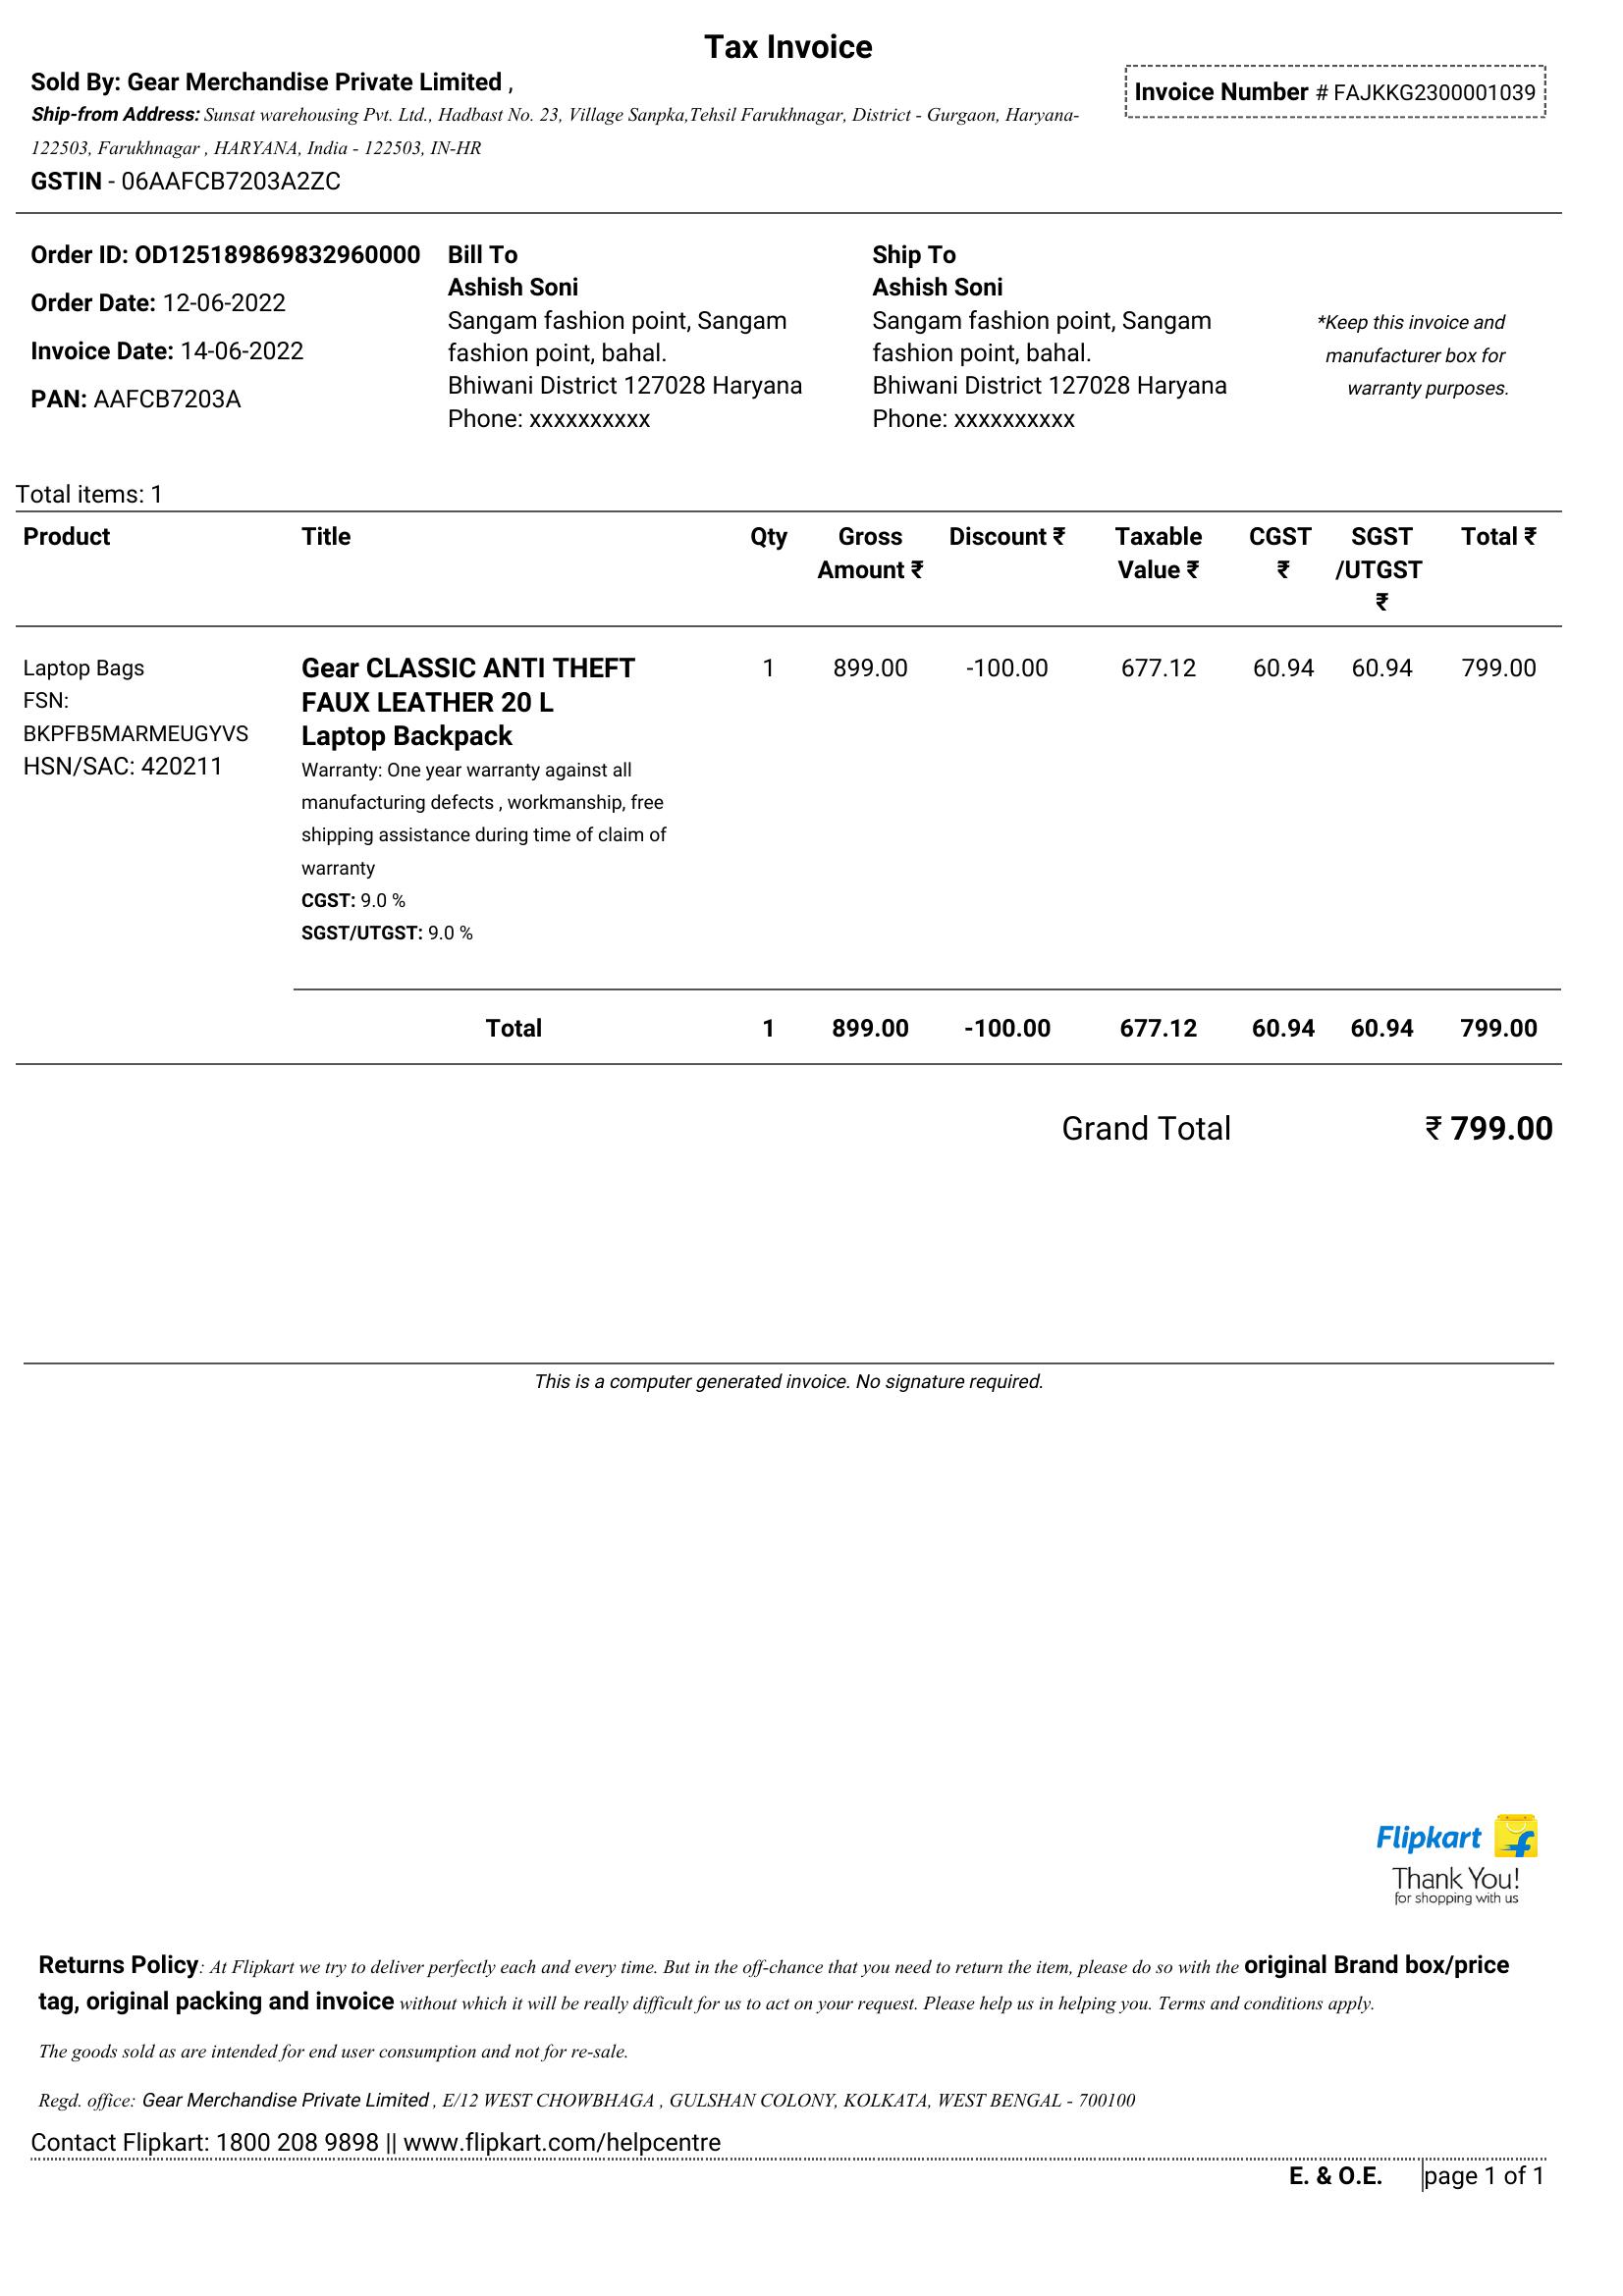 Tax Invoice
Sold By: Gear Merchandise Private Limited ,
Invoice Number # FAJKKG2300001039
Ship-from Address: Sunsat warehousing Pvt. Ltd., Hadbast No. 23, Village Sanpka,Tehsil Farukhnagar, District - Gurgaon, Haryana-
122503, Farukhnagar , HARYANA, India - 122503, IN-HR
GSTIN - 06AAFCB7203A2ZC
Order ID: OD125189869832960000
Order Date: 12-06-2022
Invoice Date: 14-06-2022
PAN: AAFCB7203A
Bill To
Ashish Soni
Sangam fashion point, Sangam
fashion point, bahal.
Bhiwani District 127028 Haryana
Phone: xxxxxxxxxx
Ship To
Ashish Soni
Sangam fashion point, Sangam
fashion point, bahal.
Bhiwani District 127028 Haryana
Phone: xxxxxxxxxx
*Keep this invoice and
manufacturer box for
warranty purposes.
Total items: 1
Product Title Qty Gross Amount ₹ Discount ₹ Taxable Value ₹ CGST ₹ SGST /UTGST ₹ Total ₹
Laptop Bags
FSN:
BKPFB5MARMEUGYVS
HSN/SAC: 420211
Gear CLASSIC ANTI THEFT
FAUX LEATHER 20 L
Laptop Backpack
Warranty: One year warranty against all
manufacturing defects , workmanship, free
shipping assistance during time of claim of
warranty
CGST: 9.0 %
SGST/UTGST: 9.0 %
1 899.00 -100.00 677.12 60.94 60.94 799.00
Total 1 899.00 -100.00 677.12 60.94 60.94 799.00
Grand Total ₹ 799.00
This is a computer generated invoice. No signature required.
Flipkart
Thank You!
for shopping with us
Returns Policy: At Flipkart we try to deliver perfectly each and every time. But in the off-chance that you need to return the item, please do so with the original Brand box/price
tag, original packing and invoice without which it will be really difficult for us to act on your request. Please help us in helping you. Terms and conditions apply.
The goods sold as are intended for end user consumption and not for re-sale.
Regd. office: Gear Merchandise Private Limited , E/12 WEST CHOWBHAGA , GULSHAN COLONY, KOLKATA, WEST BENGAL - 700100
Contact Flipkart: 1800 208 9898 || www.flipkart.com/helpcentre
E. & O.E. page 1 of 1